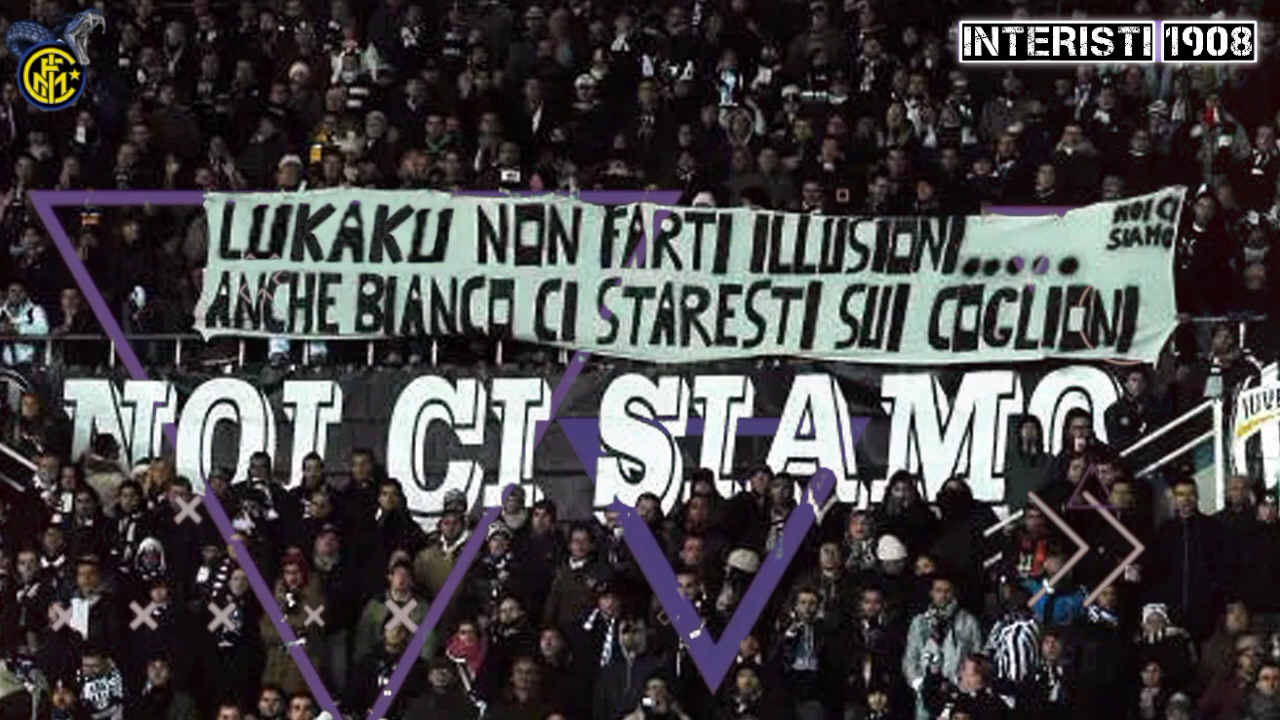 INTERISTI 1908
LUKAKU NON FARTI ILLUSIONI.....
ANCHE BIANCO CI STARESTI SUI COGLIONI
NOI CI
SIAMO
NOI CI SIAMO